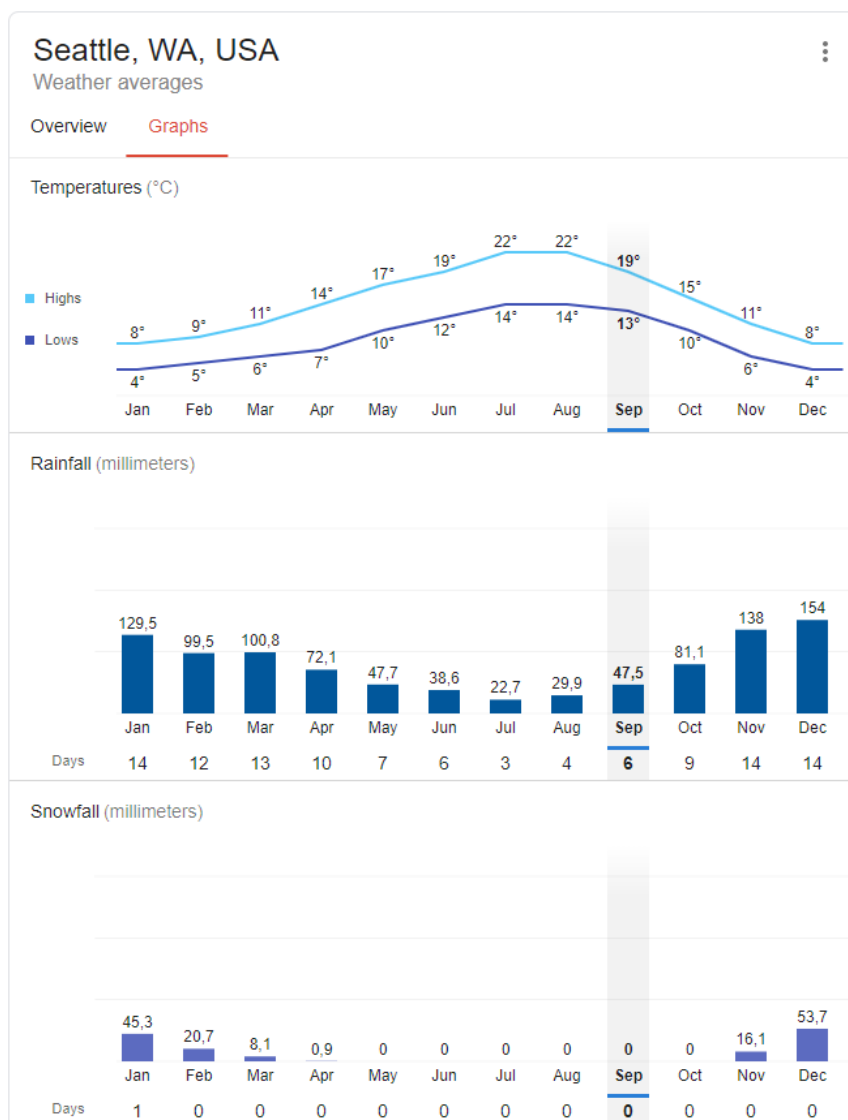 Seattle, WA, USA
Weather averages
Overview Graphs
Temperatures (°C)
22° 22°
19° 19°
17°
14° 15°
Highs
11° 11°
8° 9° 8°
Lows
14° 14° 13°
12°
10° 10°
7°
4° 5° 6° 6° 4°
Jan Feb Mar Apr May Jun Jul Aug Sep Oct Nov Dec
Rainfall (millimeters)
129,5 99,5 100,8 72,1 47,7 38,6 22,7 29,9 47,5 81,1 138 154
Jan Feb Mar Apr May Jun Jul Aug Sep Oct Nov Dec
Days 14 12 13 10 7 6 3 4 6 9 14 14
Snowfall (millimeters)
45,3 20,7 8,1 0,9 0 0 0 0 0 0 16,1 53,7
Jan Feb Mar Apr May Jun Jul Aug Sep Oct Nov Dec
Days 1 0 0 0 0 0 0 0 0 0 0 0